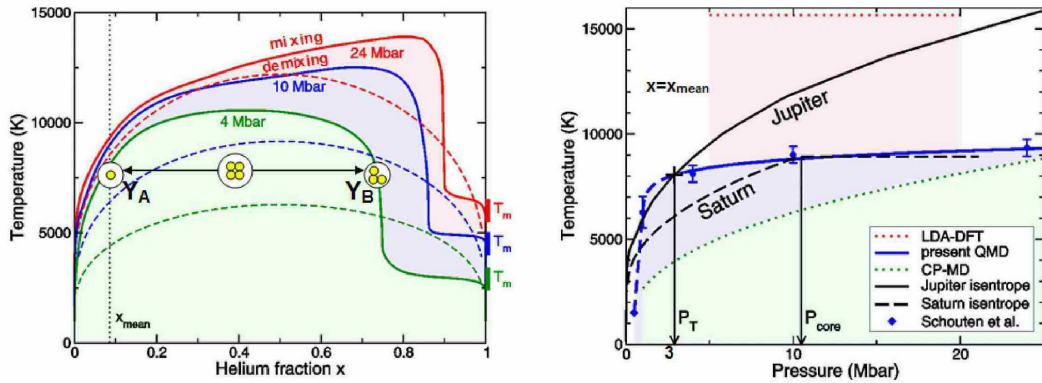 15000
10000
5000
0
Temperature (K)
mixing
demixing
24 Mbar
10 Mbar
4 Mbar
Y_A
Y_B
T_m
T_m
T_m
x_mean
0 0.2 0.4 0.6 0.8 1
Helium fraction x
15000
10000
5000
0
Temperature (K)
x=x_mean
Jupiter
Saturn
LDA-DFT
present QMD
CP-MD
Jupiter isentrope
Saturn isentrope
Schouten et al.
P_T
P_core
0 3 10 20
Pressure (Mbar)